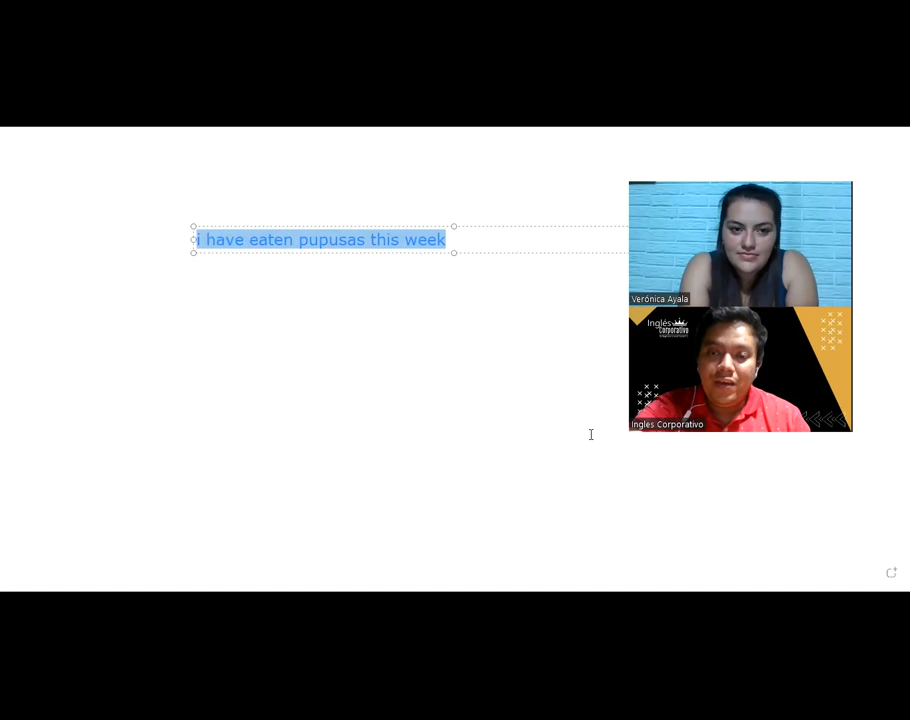 i have eaten pupusas this week
Verónica Ayala
Inglés
Corporativo
Ingles Corporativo